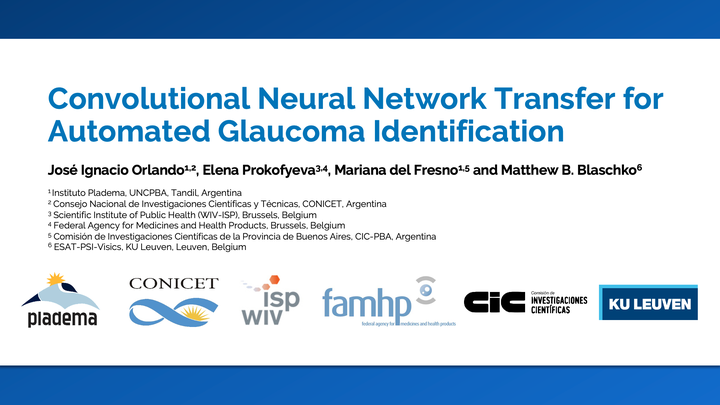 Convolutional Neural Network Transfer for
Automated Glaucoma Identification
José Ignacio Orlando¹,², Elena Prokofyeva³,⁴, Mariana del Fresno¹,⁵ and Matthew B. Blaschko⁶
¹ Instituto Pladema, UNCPBA, Tandil, Argentina
² Consejo Nacional de Investigaciones Científicas y Técnicas, CONICET, Argentina
³ Scientific Institute of Public Health (WIV-ISP), Brussels, Belgium
⁴ Federal Agency for Medicines and Health Products, Brussels, Belgium
⁵ Comisión de Investigaciones Científicas de la Provincia de Buenos Aires, CIC-PBA, Argentina
⁶ ESAT-PSI-Visics, KU Leuven, Leuven, Belgium
pladema
CONICET
isp
wiv
famhp
federal agency for medicines and health products
CiC
Comisión de
INVESTIGACIONES
CIENTÍFICAS
KU LEUVEN